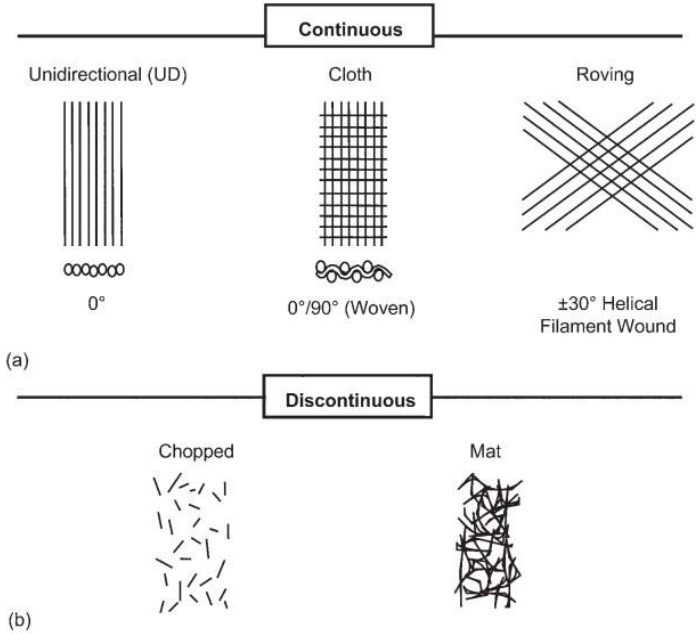 Continuous
Unidirectional (UD)
Cloth
Roving
0°
0°/90° (Woven)
±30° Helical
Filament Wound
(a)
Discontinuous
Chopped
Mat
(b)